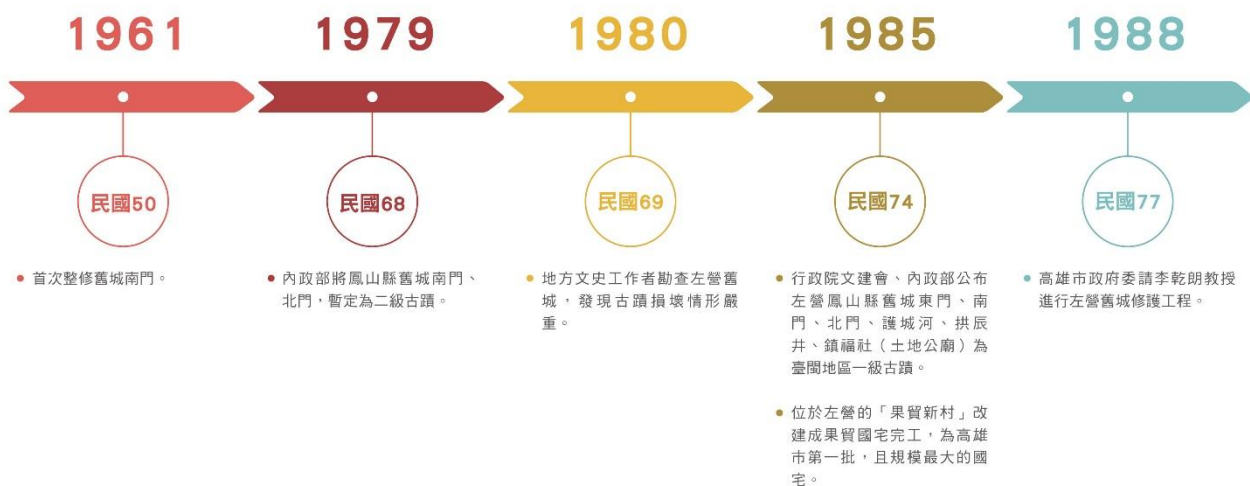 1961
1979
1980
1985
1988
民國50
民國68
民國69
民國74
民國77
首次整修舊城南門。
內政部將鳳山縣舊城南門、
北門，暫定為二級古蹟。
地方文史工作者勘查左營舊
城，發現古蹟損壞情形嚴
重。
行政院文建會、內政部公布
左營鳳山縣舊城東門、南
門、北門、護城河、拱辰
井、鎮福社（土地公廟）為
臺閩地區一級古蹟。
位於左營的「果貿新村」改
建成果貿國宅完工，為高雄
市第一批，且規模最大的國
宅。
高雄市政府委請李乾朗教授
進行左營舊城修護工程。